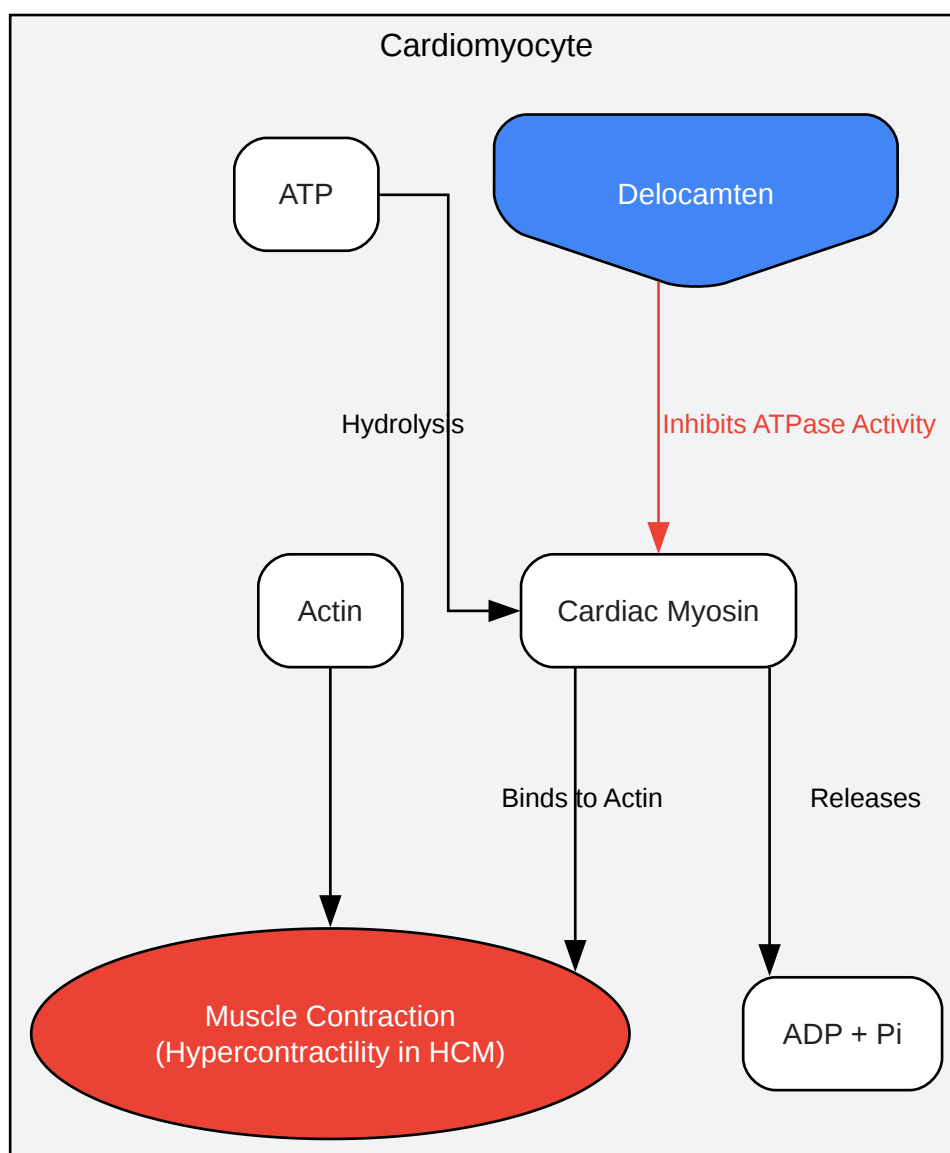 Cardiomyocyte
ATP
Delocamten
Hydrolysis
Inhibits ATPase Activity
Actin
Cardiac Myosin
Binds to Actin
Releases
Muscle Contraction
(Hypercontractility in HCM)
ADP + Pi